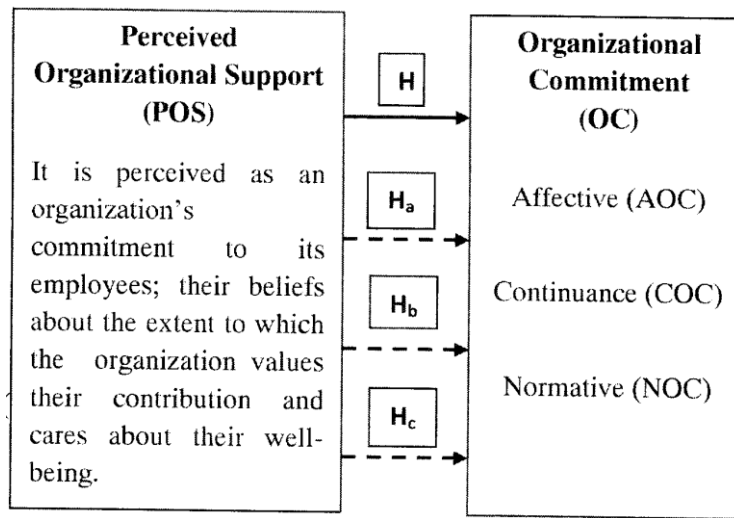 Perceived
Organizational Support
(POS)
It is perceived as an
organization's
commitment to its
employees; their beliefs
about the extent to which
the organization values
their contribution and
cares about their well-
being.
H
Ha
Hb
Hc
Organizational
Commitment
(OC)
Affective (AOC)
Continuance (COC)
Normative (NOC)